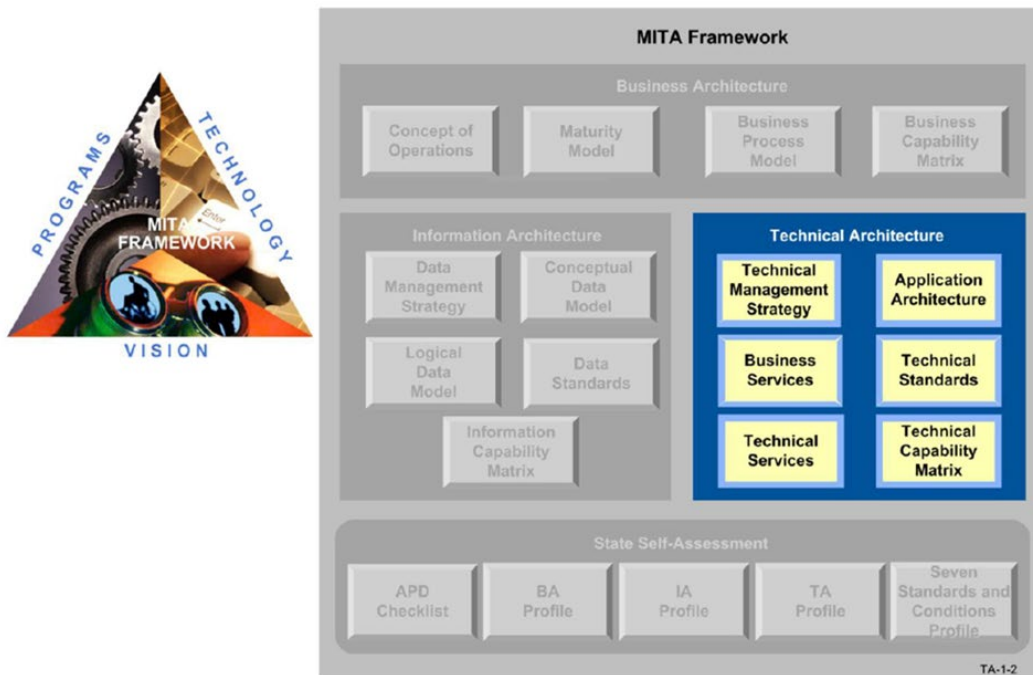 PROGRAMS
TECHNOLOGY
Enter
MITA
FRAMEWORK
VISION
MITA Framework
Business Architecture
Concept of
Operations
Maturity
Model
Business
Process
Model
Business
Capability
Matrix
Information Architecture
Data
Management
Strategy
Conceptual
Data
Model
Logical
Data
Model
Data
Standards
Information
Capability
Matrix
Technical Architecture
Technical
Management
Strategy
Application
Architecture
Business
Services
Technical
Standards
Technical
Services
Technical
Capability
Matrix
State Self-Assessment
APD
Checklist
BA
Profile
IA
Profile
TA
Profile
Seven
Standards and
Conditions
Profile
TA-1-2